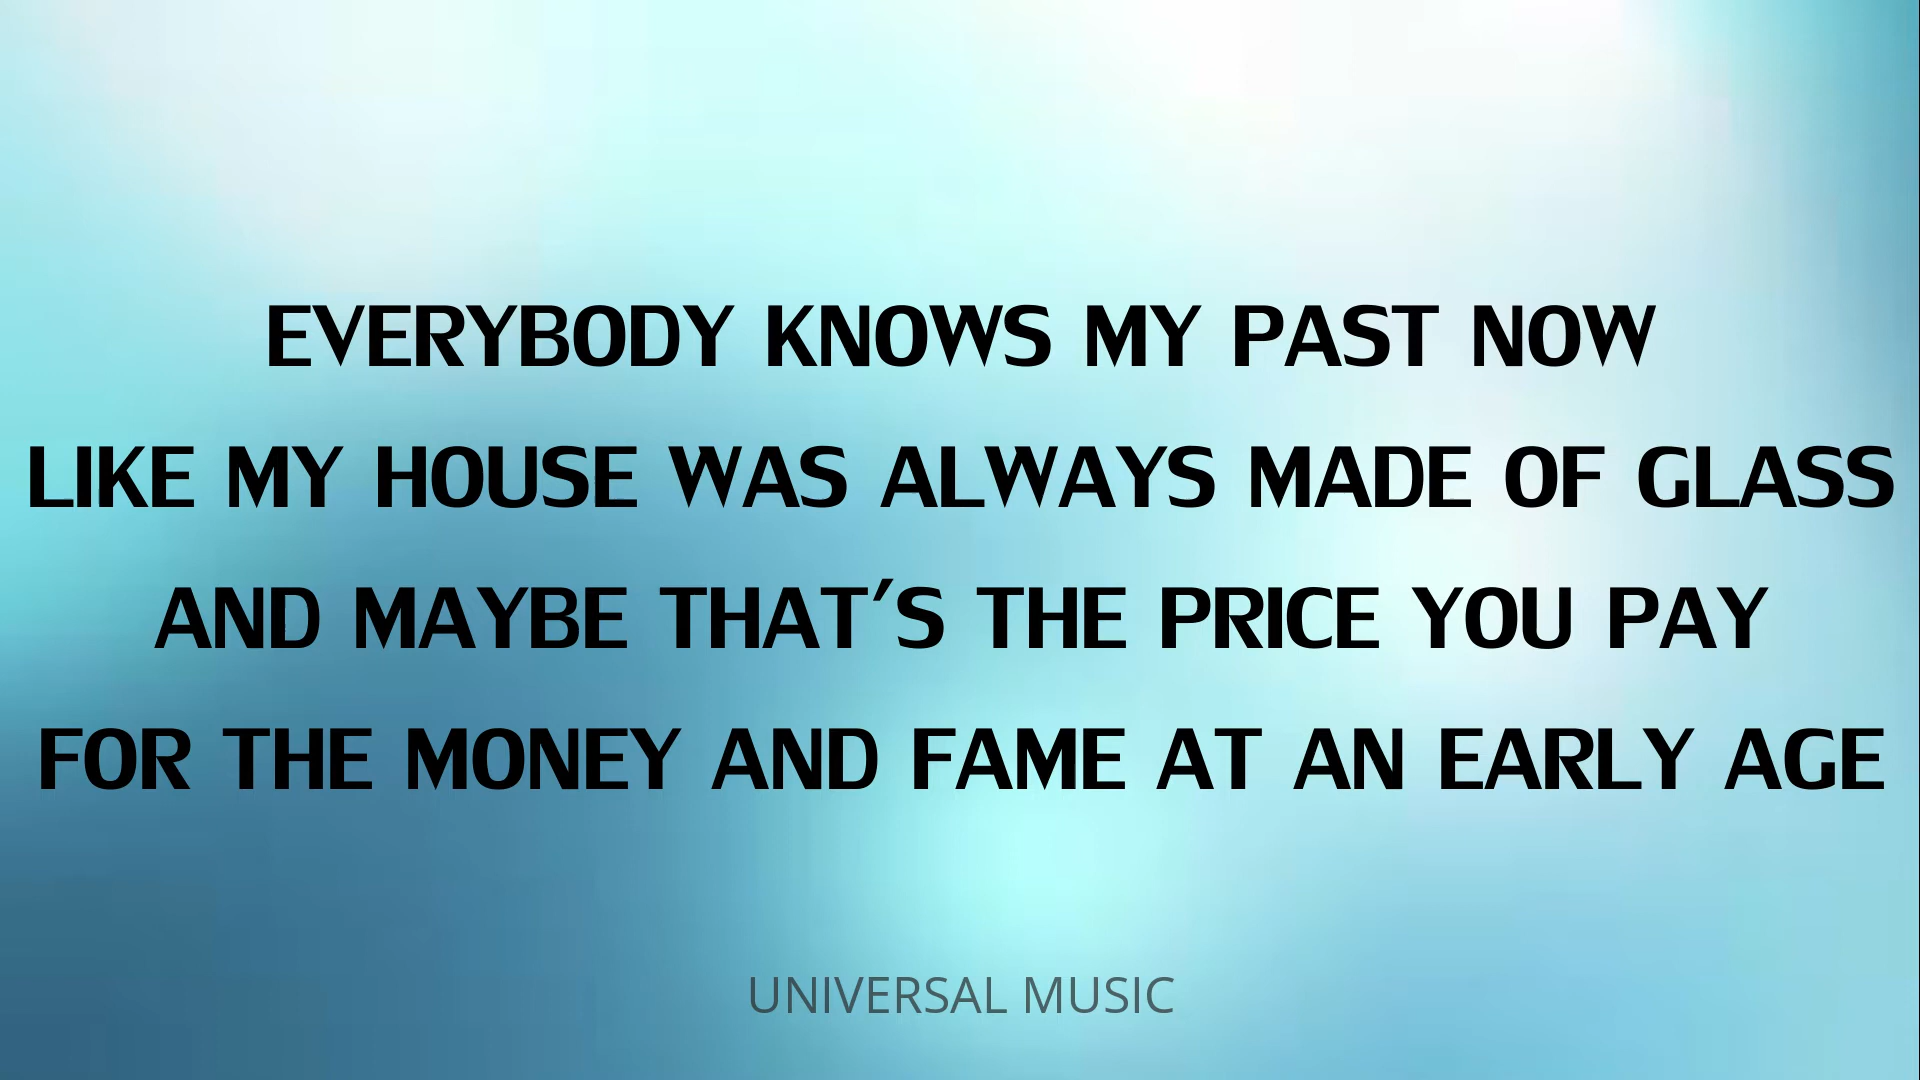 EVERYBODY KNOWS MY PAST NOW
LIKE MY HOUSE WAS ALWAYS MADE OF GLASS
AND MAYBE THAT'S THE PRICE YOU PAY
FOR THE MONEY AND FAME AT AN EARLY AGE
UNIVERSAL MUSIC